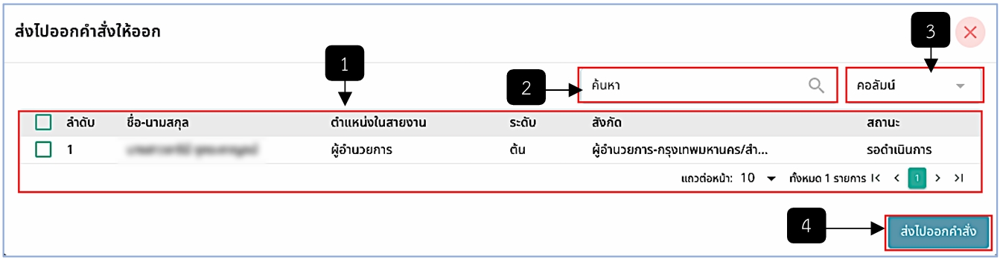 ส่งไปออกคำสั่งให้ออก
3
1
2
ค้นหา
คอลัมน์
ลำดับ ชื่อ-นามสกุล ตำแหน่งในสายงาน ระดับ สังกัด สถานะ
1 ผู้อำนวยการ ต้น ผู้อำนวยการ-กรุงเทพมหานคร/สำ... รอดำเนินการ
แถวต่อหน้า: 10 ทั้งหมด 1 รายการ 1
4
ส่งไปออกคำสั่ง